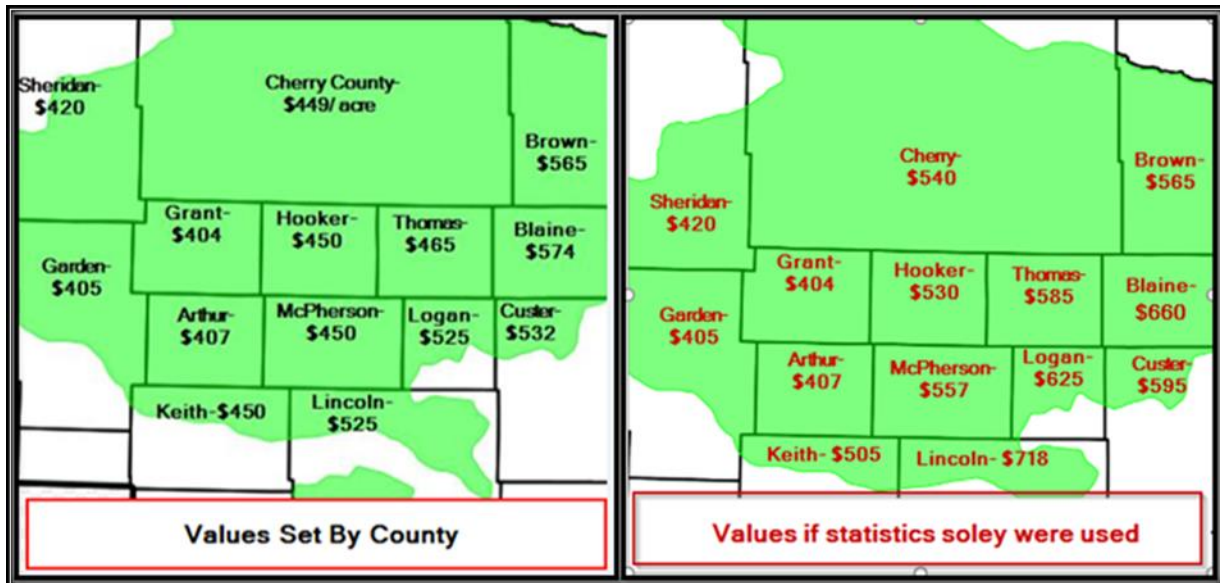 Sheridan-
$420
Cherry County-
$449/ acre
Brown-
$565
Grant-
$404
Hooker-
$450
Thomas-
$465
Blaine-
$574
Garden-
$405
Arthur-
$407
McPherson-
$450
Logan-
$525
Custer-
$532
Keith-$450
Lincoln-
$525
Values Set By County
Cherry-
$540
Brown-
$565
Sheridan-
$420
Grant-
$404
Hooker-
$530
Thomas-
$585
Blaine-
$660
Garden-
$405
Arthur-
$407
McPherson-
$557
Logan-
$625
Custer-
$595
Keith- $505
Lincoln- $718
Values if statistics soley were used